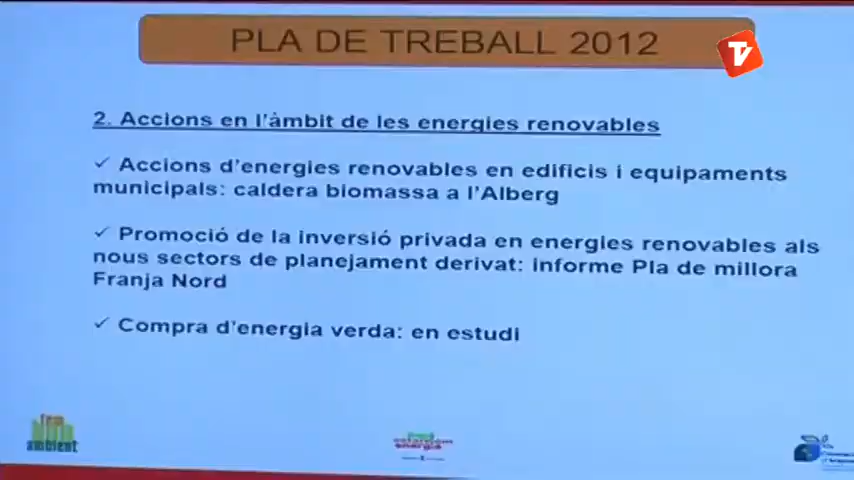 PLA DE TREBALL 2012
TV
2. Accions en l'àmbit de les energies renovables
✓ Accions d'energies renovables en edificis i equipaments
municipals: caldera biomassa a l'Alberg
✓ Promoció de la inversió privada en energies renovables als
nous sectors de planejament derivat: informe Pla de millora
Franja Nord
✓ Compra d'energia verda: en estudi
ambient
energia